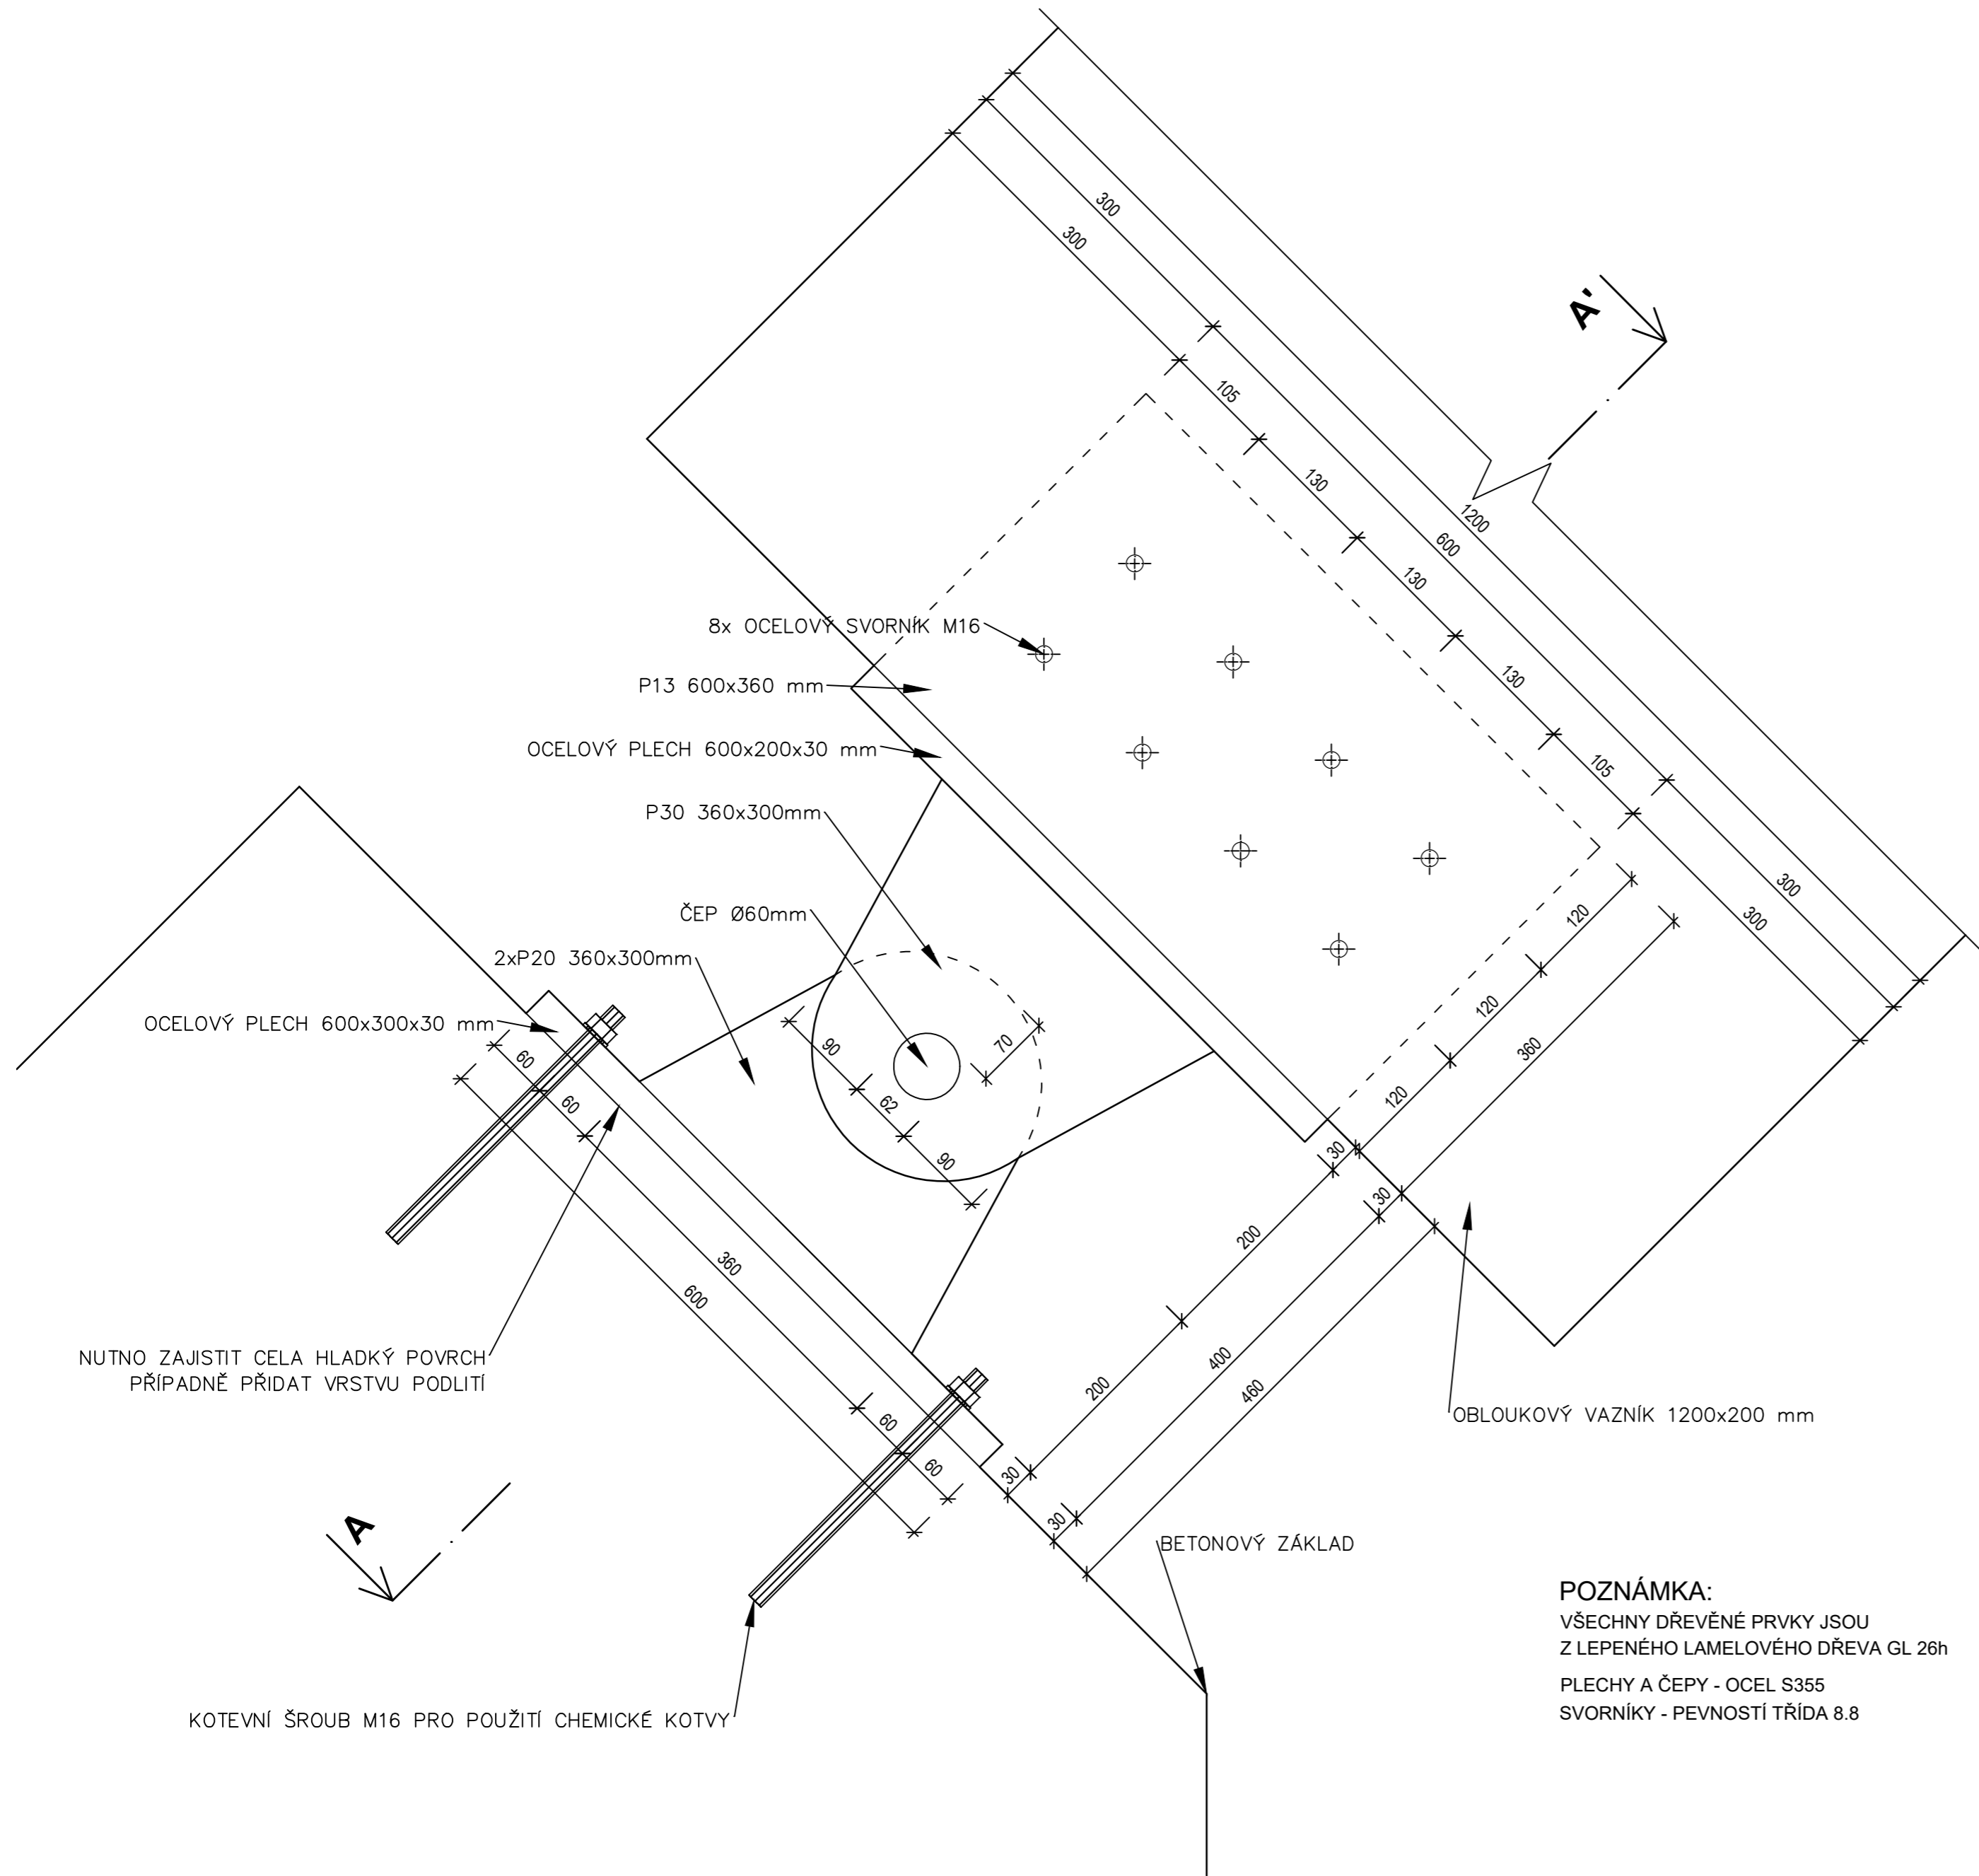 A'
300
300
105
130
130
130
105
600
1200
300
300
8x OCELOVÝ SVORNÍK M16
P13 600x360 mm
OCELOVÝ PLECH 600x200x30 mm
P30 360x300mm
ČEP Ø60mm
2xP20 360x300mm
OCELOVÝ PLECH 600x300x30 mm
90
62
90
70
120
120
120
360
30
30
60
60
360
600
60
60
200
200
400
460
30
30
NUTNO ZAJISTIT CELA HLADKÝ POVRCH
PŘÍPADNĚ PŘIDAT VRSTVU PODLITÍ
OBLOUKOVÝ VAZNÍK 1200x200 mm
A
BETONOVÝ ZÁKLAD
KOTEVNÍ ŠROUB M16 PRO POUŽITÍ CHEMICKÉ KOTVY
POZNÁMKA:
VŠECHNY DŘEVĚNÉ PRVKY JSOU
Z LEPENÉHO LAMELOVÉHO DŘEVA GL 26h
PLECHY A ČEPY - OCEL S355
SVORNÍKY - PEVNOSTÍ TŘÍDA 8.8